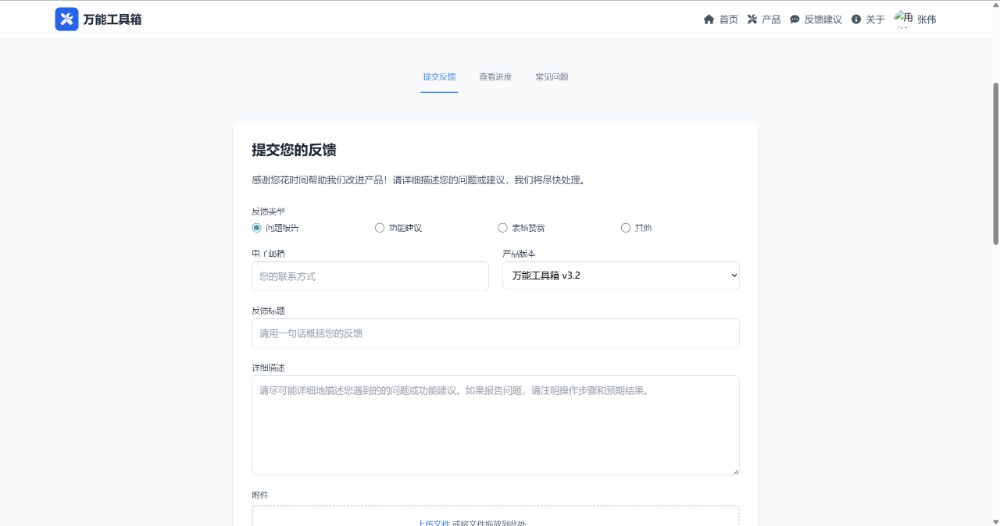 万能工具箱
首页 产品 反馈建议 关于 用 张伟
提交反馈 查看进度 常见问题
提交您的反馈
感谢您花时间帮助我们改进产品！请详细描述您的问题或建议，我们将尽快处理。
反馈类型
问题报告 功能建议 表扬赞赏 其他
电子邮箱 产品版本
您的联系方式 万能工具箱 v3.2
反馈标题
请用一句话概括您的反馈
详细描述
请尽可能详细地描述您遇到的的问题或功能建议。如果报告问题，请注明操作步骤和预期结果。
附件
上传文件 或将文件拖放到此处